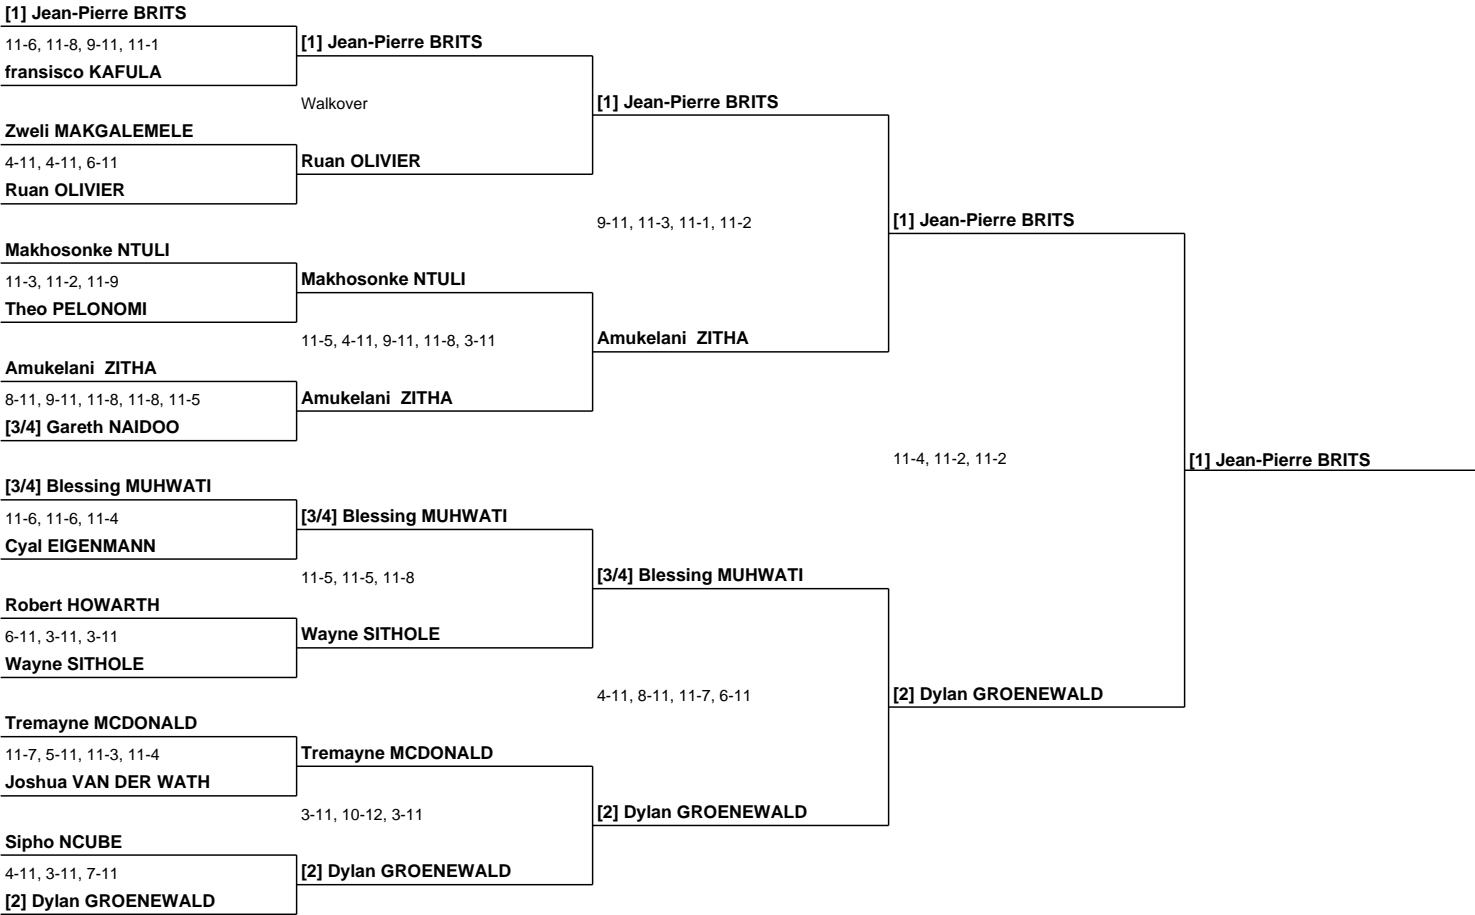 [1] Jean-Pierre BRITS
11-6, 11-8, 9-11, 11-1
fransisco KAFULA
Zweli MAKGALEMELE
4-11, 4-11, 6-11
Ruan OLIVIER
Makhosonke NTULI
11-3, 11-2, 11-9
Theo PELONOMI
Amukelani  ZITHA
8-11, 9-11, 11-8, 11-8, 11-5
[3/4] Gareth NAIDOO
[3/4] Blessing MUHWATI
11-6, 11-6, 11-4
Cyal EIGENMANN
Robert HOWARTH
6-11, 3-11, 3-11
Wayne SITHOLE
Tremayne MCDONALD
11-7, 5-11, 11-3, 11-4
Joshua VAN DER WATH
Sipho NCUBE
4-11, 3-11, 7-11
[2] Dylan GROENEWALD
[1] Jean-Pierre BRITS
Walkover
Ruan OLIVIER
Makhosonke NTULI
11-5, 4-11, 9-11, 11-8, 3-11
Amukelani  ZITHA
[3/4] Blessing MUHWATI
11-5, 11-5, 11-8
Wayne SITHOLE
Tremayne MCDONALD
3-11, 10-12, 3-11
[2] Dylan GROENEWALD
[1] Jean-Pierre BRITS
9-11, 11-3, 11-1, 11-2
Amukelani  ZITHA
[3/4] Blessing MUHWATI
4-11, 8-11, 11-7, 6-11
[2] Dylan GROENEWALD
[1] Jean-Pierre BRITS
11-4, 11-2, 11-2
[2] Dylan GROENEWALD
[1] Jean-Pierre BRITS